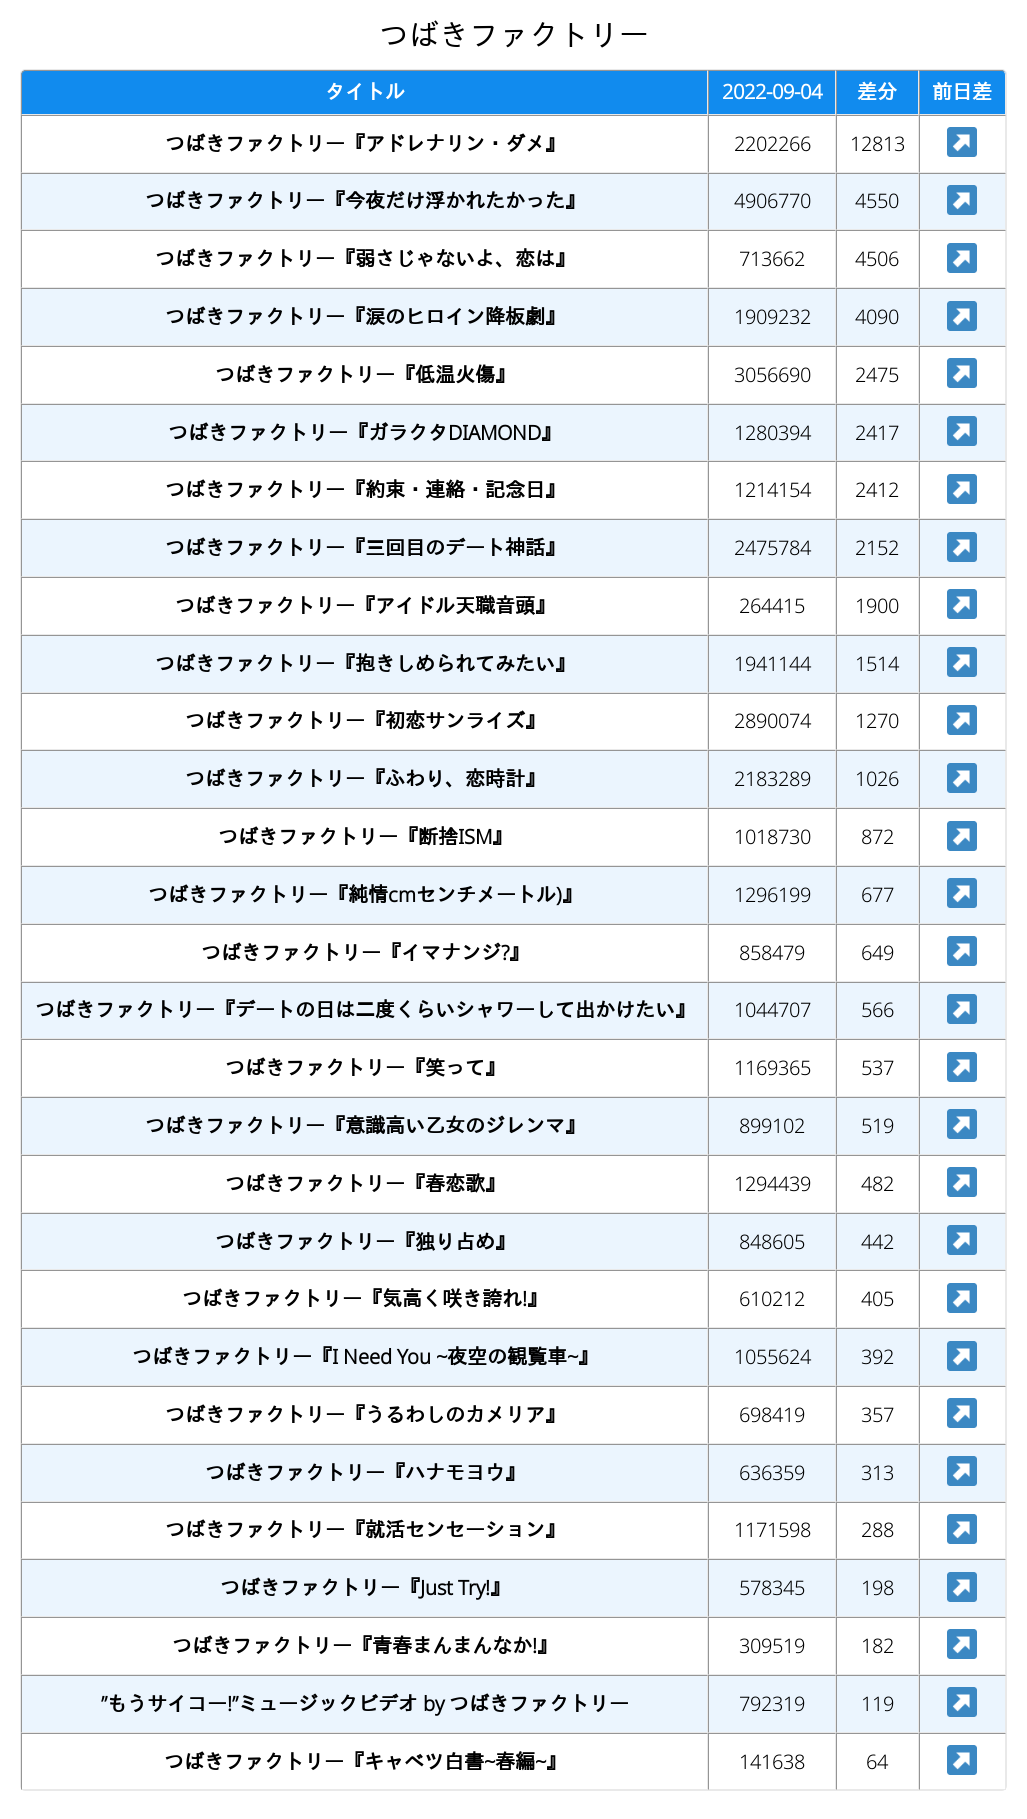 つばきファクトリー
タイトル 2022-09-04 差分 前日差
つばきファクトリー『アドレナリン・ダメ』 2202266 12813
つばきファクトリー『今夜だけ浮かれたかった』 4906770 4550
つばきファクトリー『弱さじゃないよ、恋は』 713662 4506
つばきファクトリー『涙のヒロイン降板劇』 1909232 4090
つばきファクトリー『低温火傷』 3056690 2475
つばきファクトリー『ガラクタDIAMOND』 1280394 2417
つばきファクトリー『約束・連絡・記念日』 1214154 2412
つばきファクトリー『三回目のデート神話』 2475784 2152
つばきファクトリー『アイドル天職音頭』 264415 1900
つばきファクトリー『抱きしめられてみたい』 1941144 1514
つばきファクトリー『初恋サンライズ』 2890074 1270
つばきファクトリー『ふわり、恋時計』 2183289 1026
つばきファクトリー『断捨ISM』 1018730 872
つばきファクトリー『純情cmセンチメートル)』 1296199 677
つばきファクトリー『イマナンジ?』 858479 649
つばきファクトリー『デートの日は二度くらいシャワーして出かけたい』 1044707 566
つばきファクトリー『笑って』 1169365 537
つばきファクトリー『意識高い乙女のジレンマ』 899102 519
つばきファクトリー『春恋歌』 1294439 482
つばきファクトリー『独り占め』 848605 442
つばきファクトリー『気高く咲き誇れ!』 610212 405
つばきファクトリー『I Need You ~夜空の観覧車~』 1055624 392
つばきファクトリー『うるわしのカメリア』 698419 357
つばきファクトリー『ハナモヨウ』 636359 313
つばきファクトリー『就活センセーション』 1171598 288
つばきファクトリー『Just Try!』 578345 198
つばきファクトリー『青春まんまんなか!』 309519 182
”もうサイコー!”ミュージックビデオ by つばきファクトリー 792319 119
つばきファクトリー『キャベツ白書~春編~』 141638 64